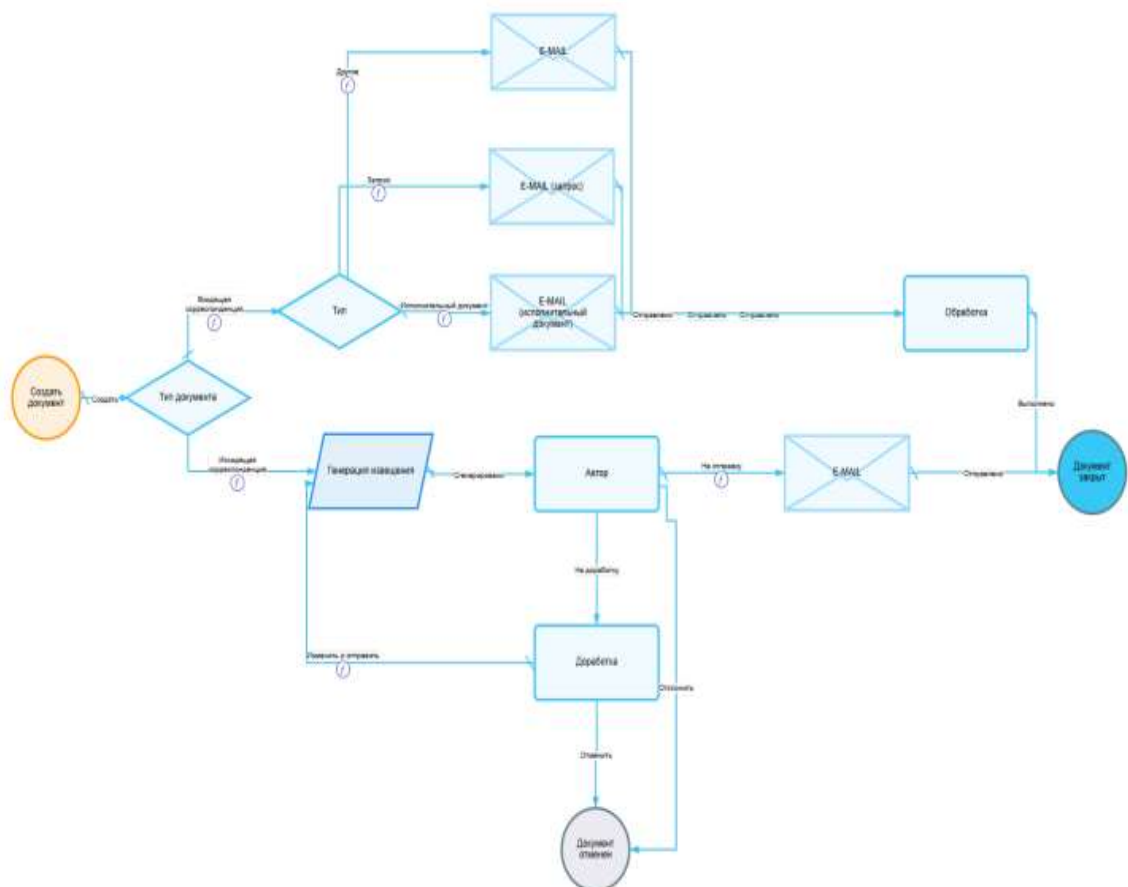 E-MAIL
Другое
Запрос
E-MAIL (запрос)
Входящая
корреспонденция
Тип
Исполнительный документ
E-MAIL
(исполнительный
документ)
Отправлено
Отправлено
Отправлено
Обработка
Создать
документ
Создать
Тип документа
Выполнено
Исходящая
корреспонденция
Генерация извещения
Сгенерировано
Автор
На отправку
E-MAIL
Отправлено
Документ
закрыт
На доработку
Изменить и отправить
Доработка
Отклонить
Отменить
Документ
отменен